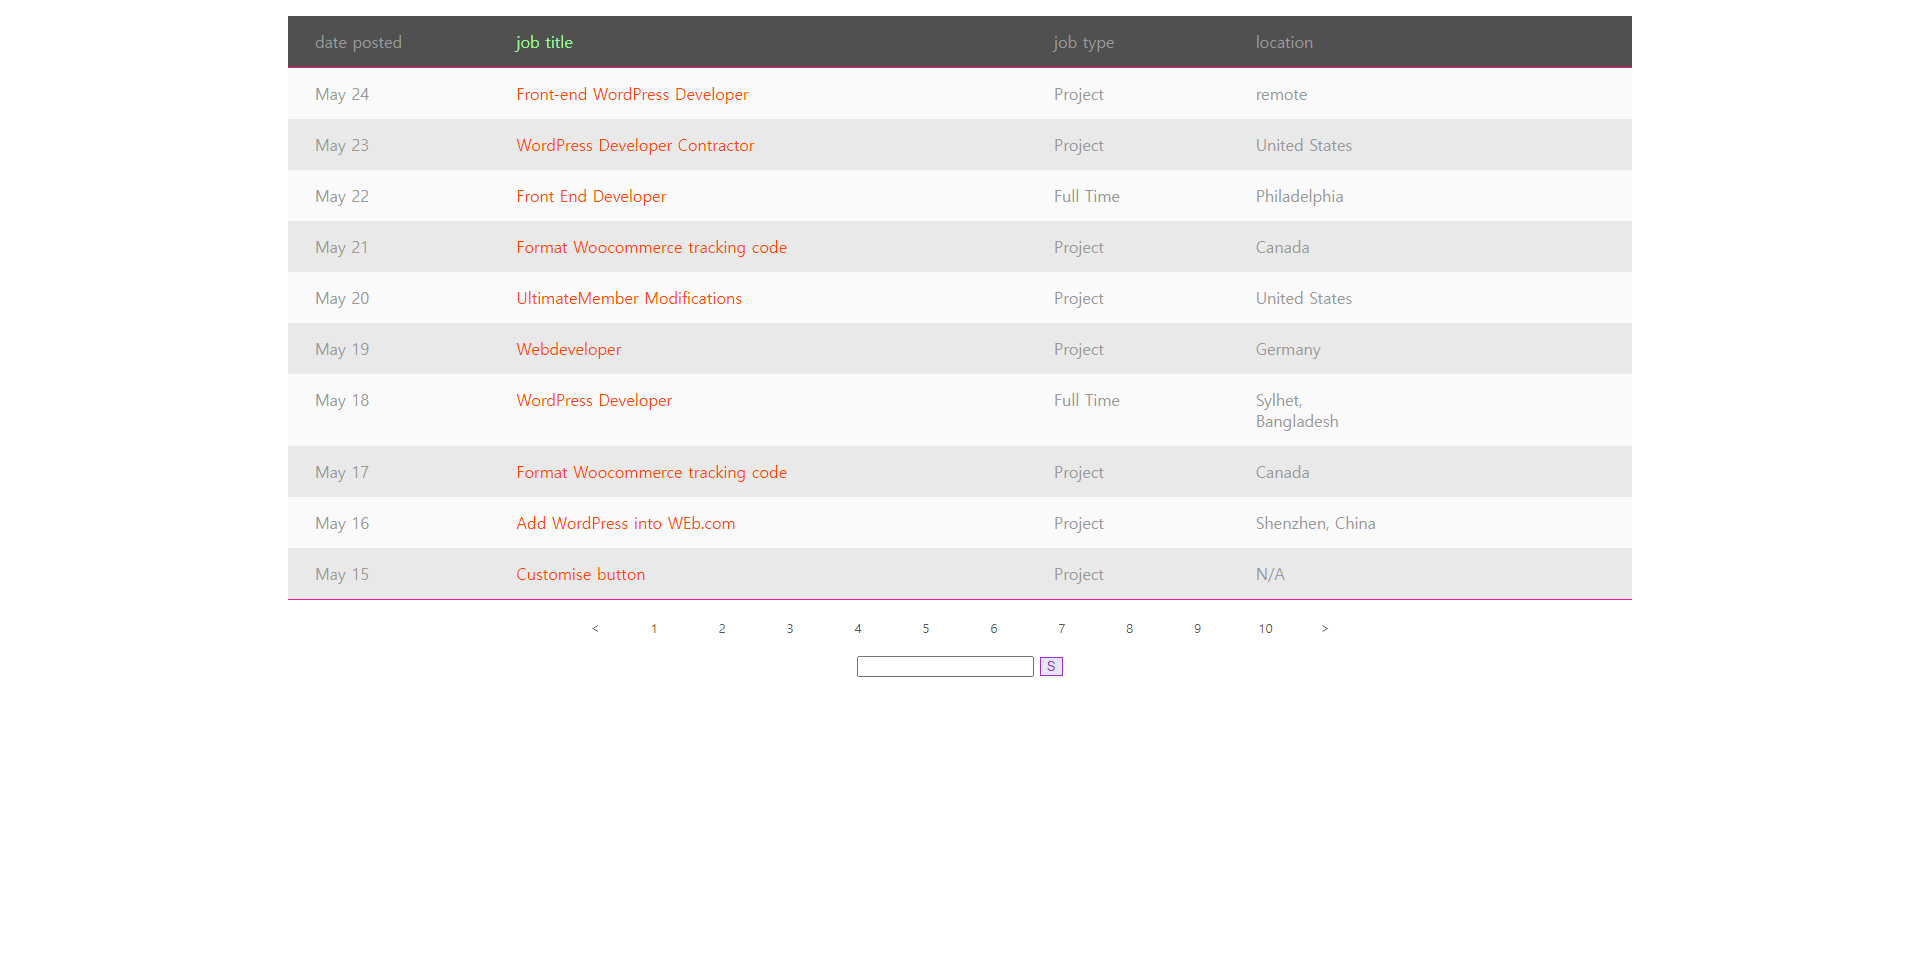 date posted job title job type location
May 24 Front-end WordPress Developer Project remote
May 23 WordPress Developer Contractor Project United States
May 22 Front End Developer Full Time Philadelphia
May 21 Format Woocommerce tracking code Project Canada
May 20 UltimateMember Modifications Project United States
May 19 Webdeveloper Project Germany
May 18 WordPress Developer Full Time Sylhet,
Bangladesh
May 17 Format Woocommerce tracking code Project Canada
May 16 Add WordPress into WEb.com Project Shenzhen, China
May 15 Customise button Project N/A
< 1 2 3 4 5 6 7 8 9 10 >
S